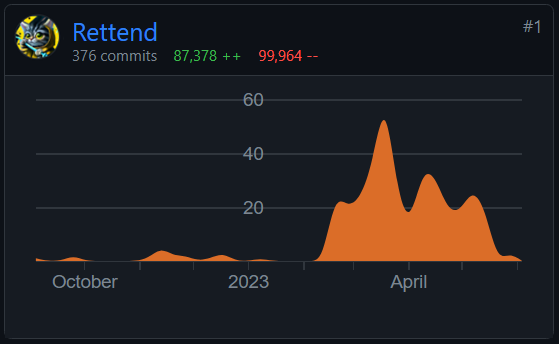 Rettend
#1
376 commits 87,378 ++ 99,964 --
60
40
20
October 2023 April